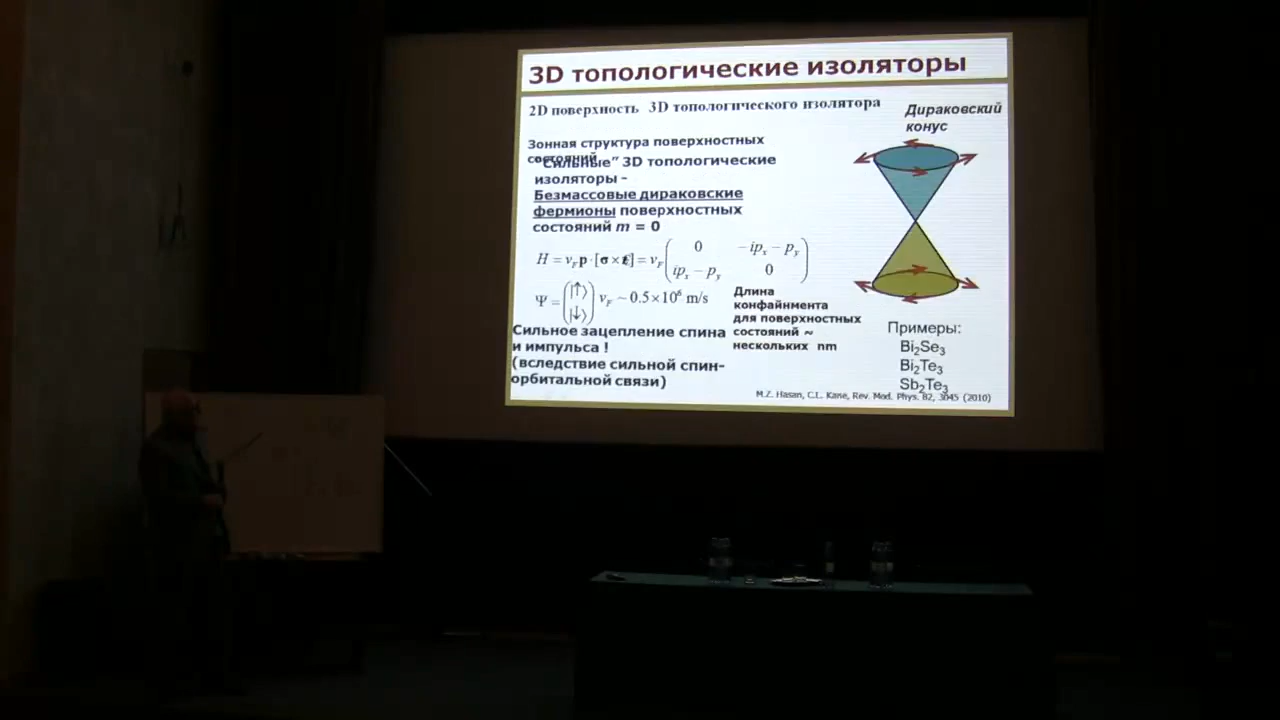 3D топологические изоляторы
2D поверхность 3D топологического изолятора
Дираковский
конус
Зонная структура поверхностных
состояний
“Сильные” 3D топологические
изоляторы –
Безмассовые дираковские
фермионы поверхностных
состояний m = 0
H = v_F p · [σ × z] = v_F ( 0 −ip_x − p_y
ip_x − p_y 0 )
Ψ = ( |↑⟩ |↓⟩ ) v_F ~ 0.5×10⁶ m/s
Длина
конфайнмента
для поверхностных
состояний ~
нескольких nm
Сильное зацепление спина
и импульса !
(вследствие сильной спин-
орбитальной связи)
Примеры:
Bi₂Se₃
Bi₂Te₃
Sb₂Te₃
M.Z. Hasan, C.L. Kane, Rev. Mod. Phys. 82, 3045 (2010)